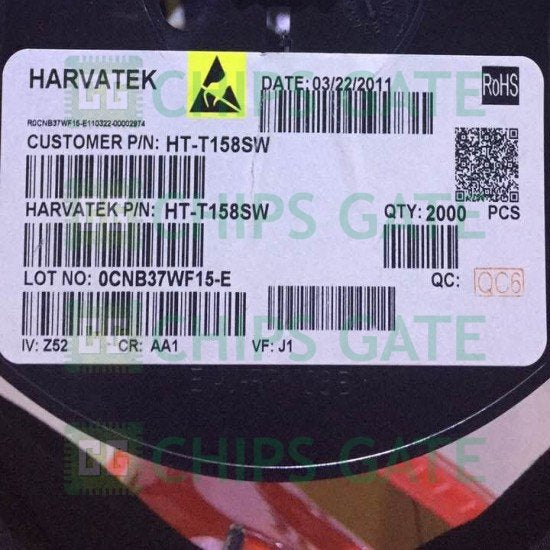 HARVATEK
DATE: 03/22/2011
RoHS
R0CNB37WF15-E110322-00002974
CUSTOMER P/N: HT-T158SW
HARVATEK P/N: HT-T158SW
QTY: 2000 PCS
LOT NO: 0CNB37WF15-E
QC: QC6
IV: Z52 CR: AA1 VF: J1
CHIPS GATE
CHIPS GATE
CHIPS GATE
CHIPS GATE